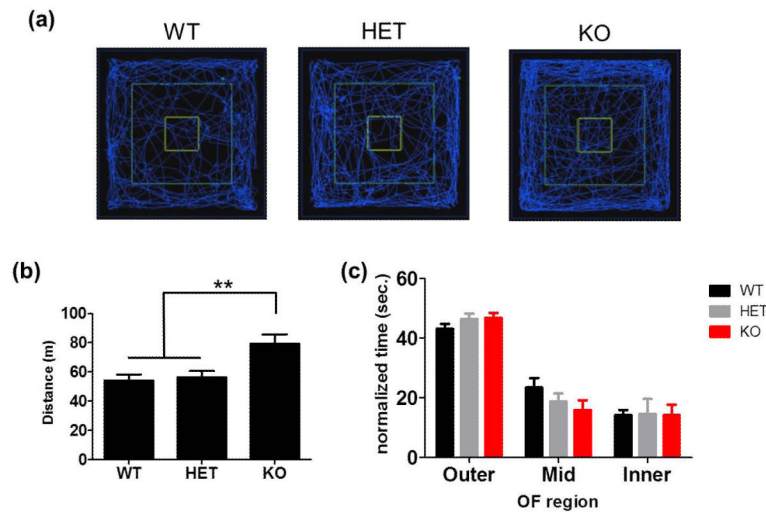 (a)
WT HET KO
(b)
**
Distance (m)
100
80
60
40
20
0
WT HET KO
(c)
normalized time (sec.)
60
40
20
0
Outer Mid Inner
OF region
WT
HET
KO